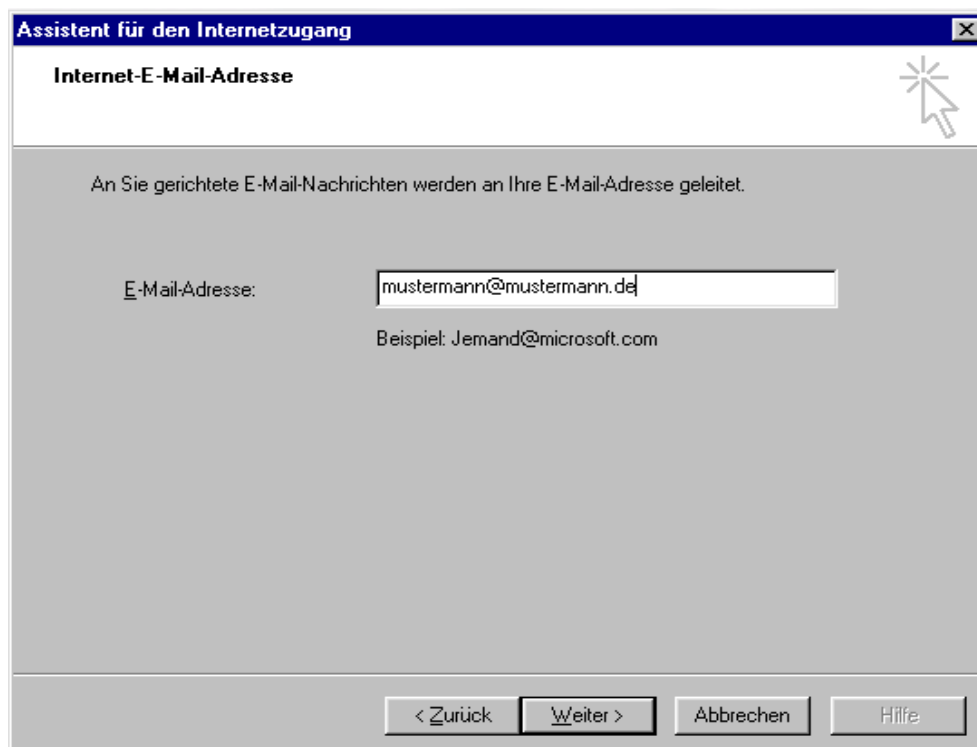 Assistent für den Internetzugang
Internet-E-Mail-Adresse
An Sie gerichtete E-Mail-Nachrichten werden an Ihre E-Mail-Adresse geleitet.
E-Mail-Adresse: mustermann@mustermann.de
Beispiel: Jemand@microsoft.com
< Zurück Weiter > Abbrechen Hilfe